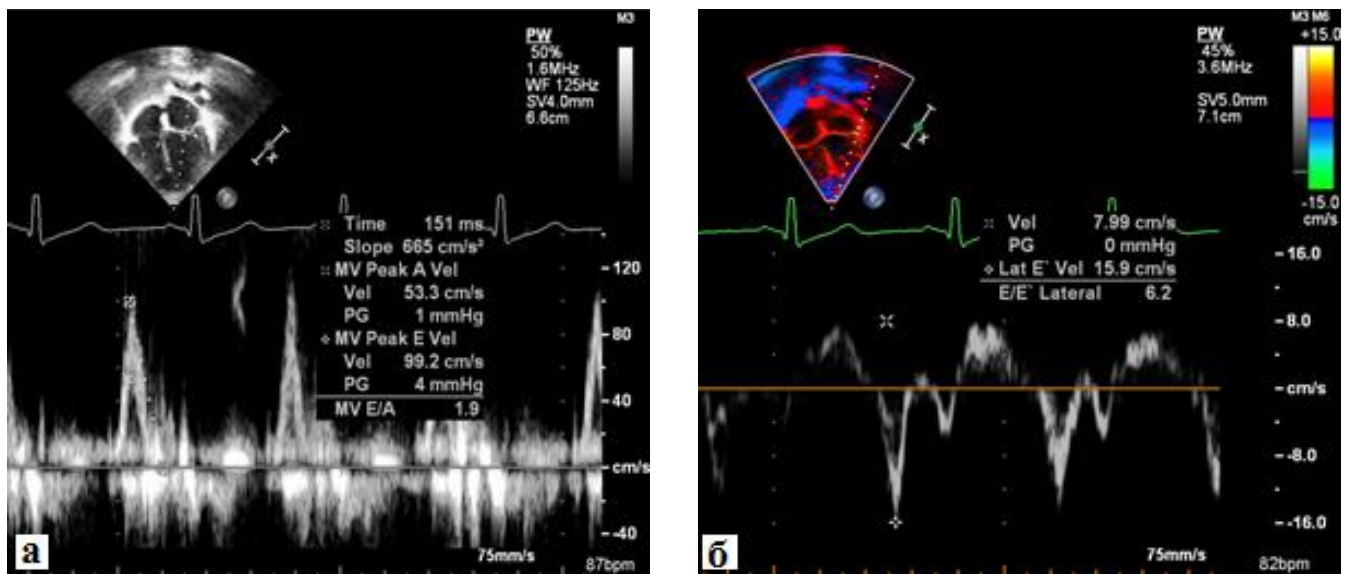 M3
PW
50%
1.6MHz
WF 125Hz
SV4.0mm
6.6cm
Time 151 ms
Slope 665 cm/s²
MV Peak A Vel
Vel 53.3 cm/s
PG 1 mmHg
MV Peak E Vel
Vel 99.2 cm/s
PG 4 mmHg
MV E/A 1.9
120
80
40
cm/s
-40
75mm/s
87bpm
а
M3 M6
+15.0
PW
45%
3.6MHz
SV5.0mm
7.1cm
-15.0
cm/s
Vel 7.99 cm/s
PG 0 mmHg
Lat E` Vel 15.9 cm/s
E/E` Lateral 6.2
16.0
8.0
cm/s
-8.0
-16.0
75mm/s
82bpm
б